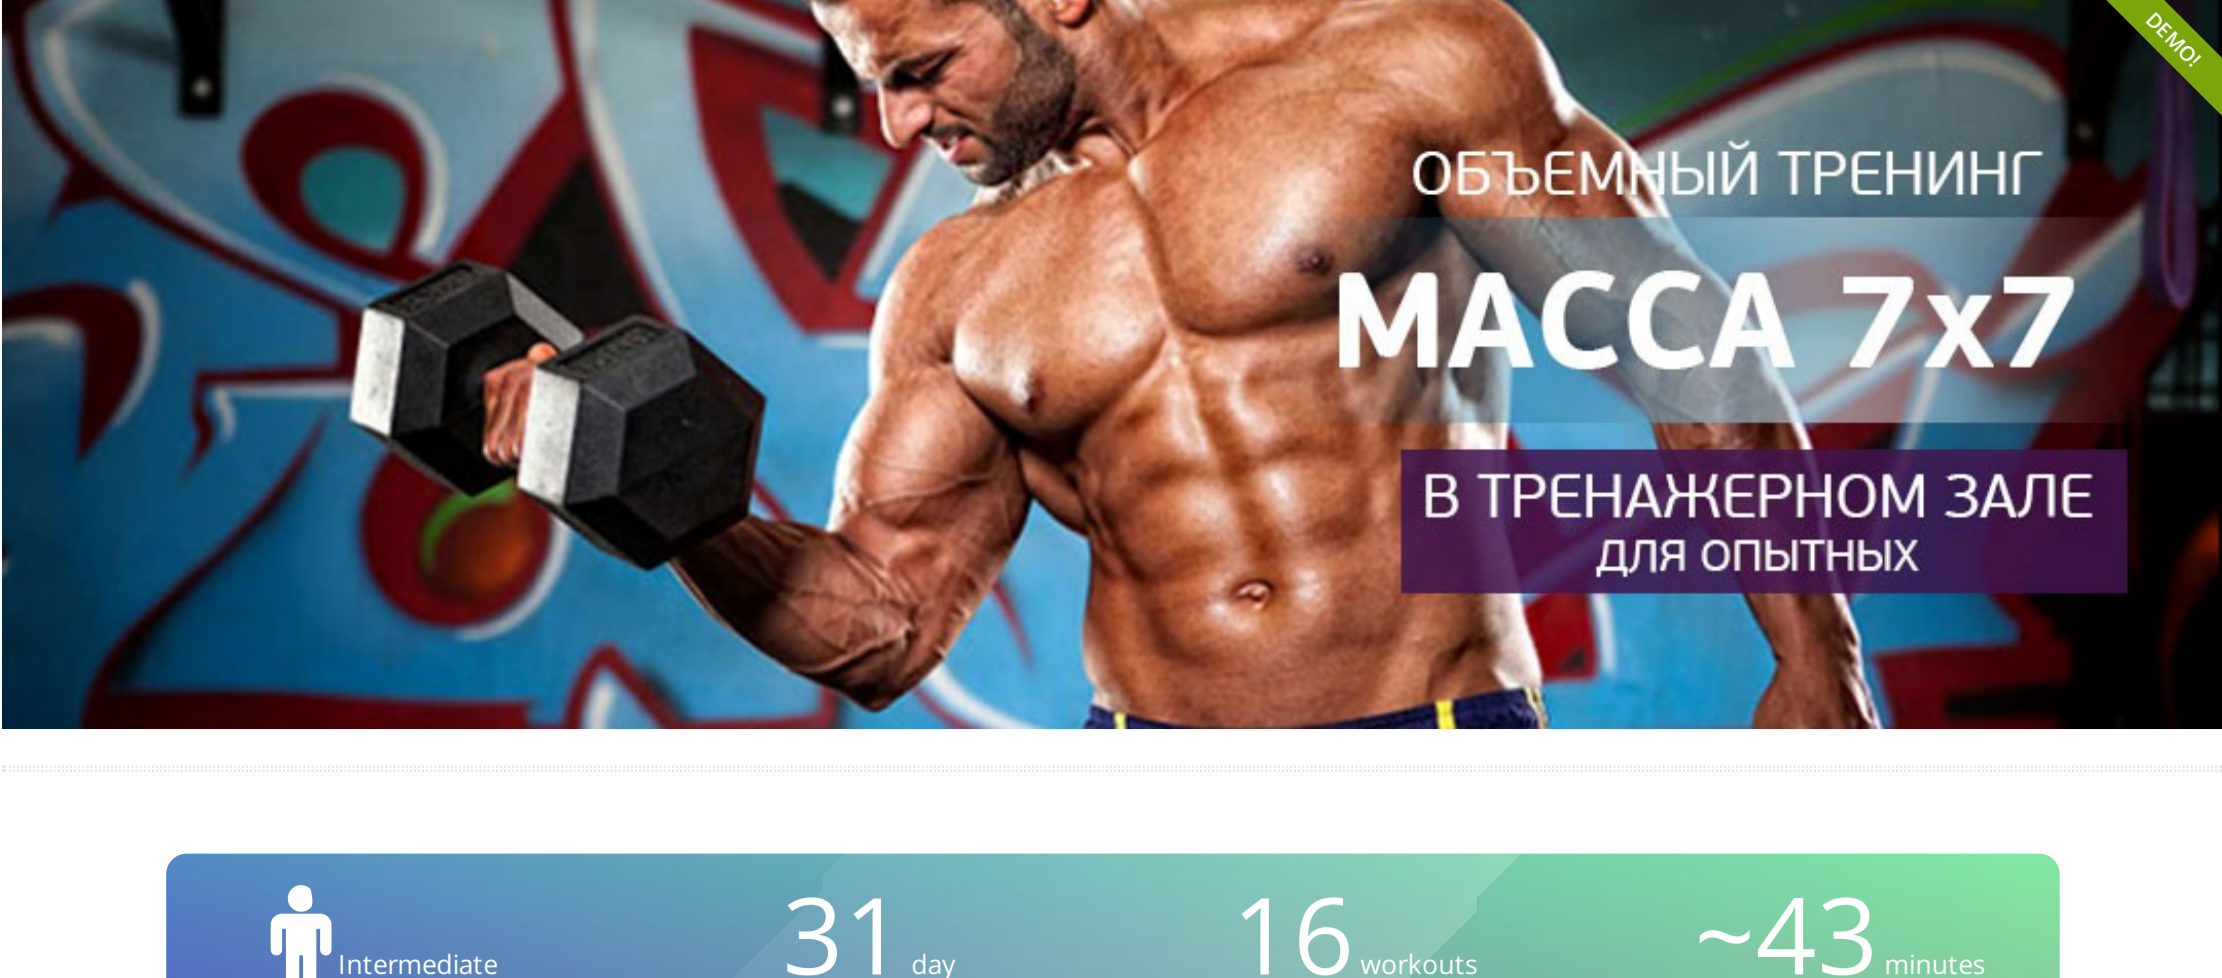 DEMO!
ОБЪЕМНЫЙ ТРЕНИНГ
МАССА 7x7
В ТРЕНАЖЕРНОМ ЗАЛЕ
ДЛЯ ОПЫТНЫХ
Intermediate
31 day
16 workouts
~43 minutes